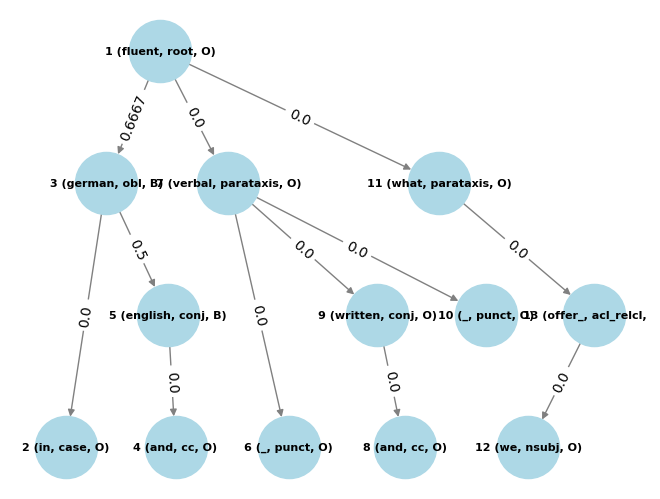 1 (fluent, root, O)
0.6667
0.0
0.0
3 (german, obl, B)
7 (verbal, parataxis, O)
11 (what, parataxis, O)
0.5
0.0
0.0
0.0
0.0
0.0
5 (english, conj, B)
9 (written, conj, O)
10 (_, punct, O)
13 (offer_, acl_relcl,
0.0
0.0
0.0
2 (in, case, O)
4 (and, cc, O)
6 (_, punct, O)
8 (and, cc, O)
12 (we, nsubj, O)